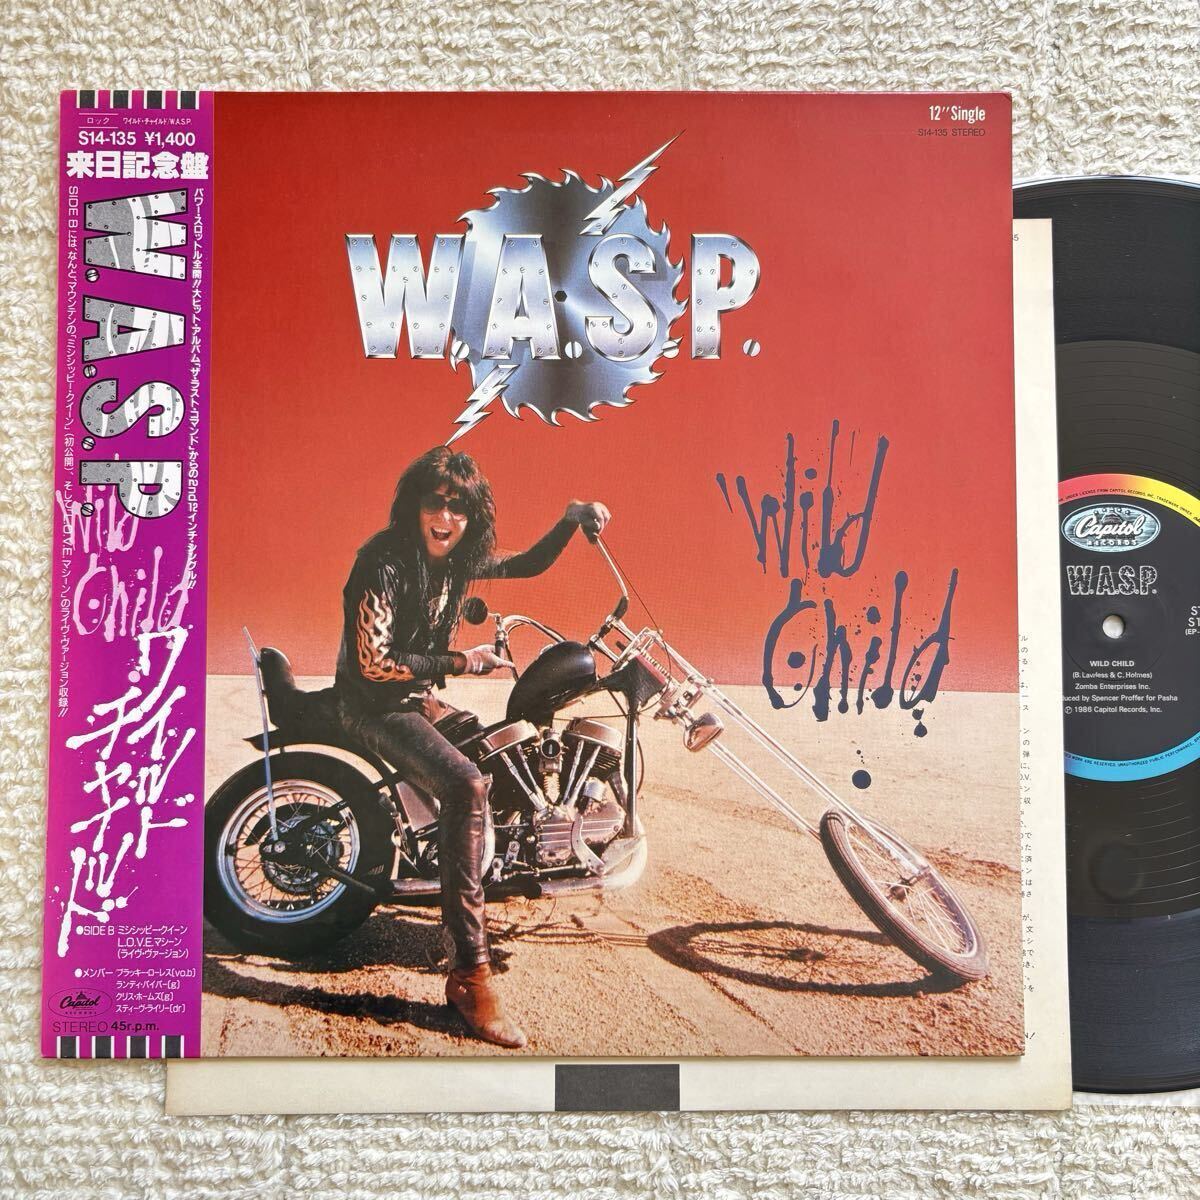 ロック ワイルド・チャイルド/W.A.S.P.
S14-135 ¥1,400
来日記念盤
W.A.S.P.
パワー・スロットル全開!!大ヒット・アルバム「ザ・ラスト・コマンド」からの2nd12インチ・シングル!!
SIDE Bには、なんと、マウンテンの「ミシシッピー・クイーン」(初公開)、そして「L.O.V.E.マシーン」のライヴ・ヴァージョン収録!!
Wild Child
ワイルド・チャイルド
●SIDE B ミシシッピークイーン
L.O.V.E.マシーン
(ライヴ・ヴァージョン)
●メンバー ブラッキー・ローレス(vo.b)
ランディ・パイパー(g)
クリス・ホームズ(g)
スティーヴ・ライリー(dr)
Capitol
RECORDS
STEREO 45r.p.m.
12" Single
S14-135 STEREO
W.A.S.P.
Wild
Child
Capitol
RECORDS
W.A.S.P.
WILD CHILD
(B. Lawless & C. Holmes)
Zomba Enterprises Inc.
uced by Spencer Proffer for Pasha
℗ 1986 Capitol Records, Inc.